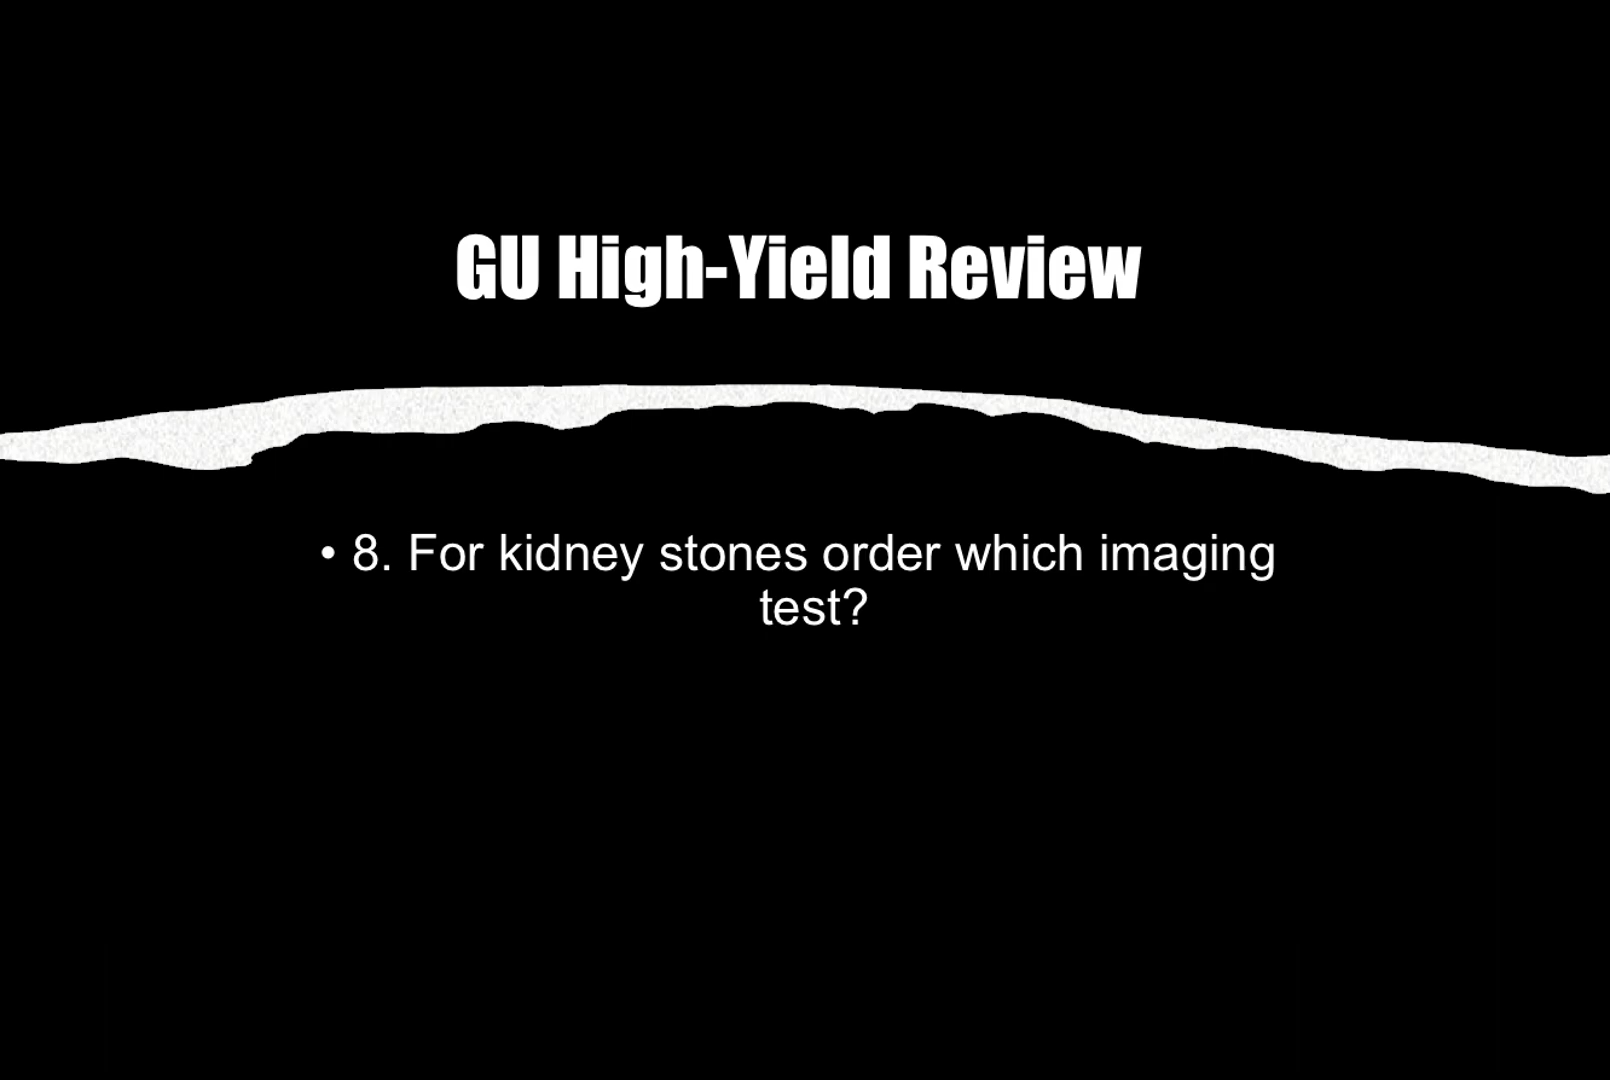 GU High-Yield Review
• 8. For kidney stones order which imaging
test?